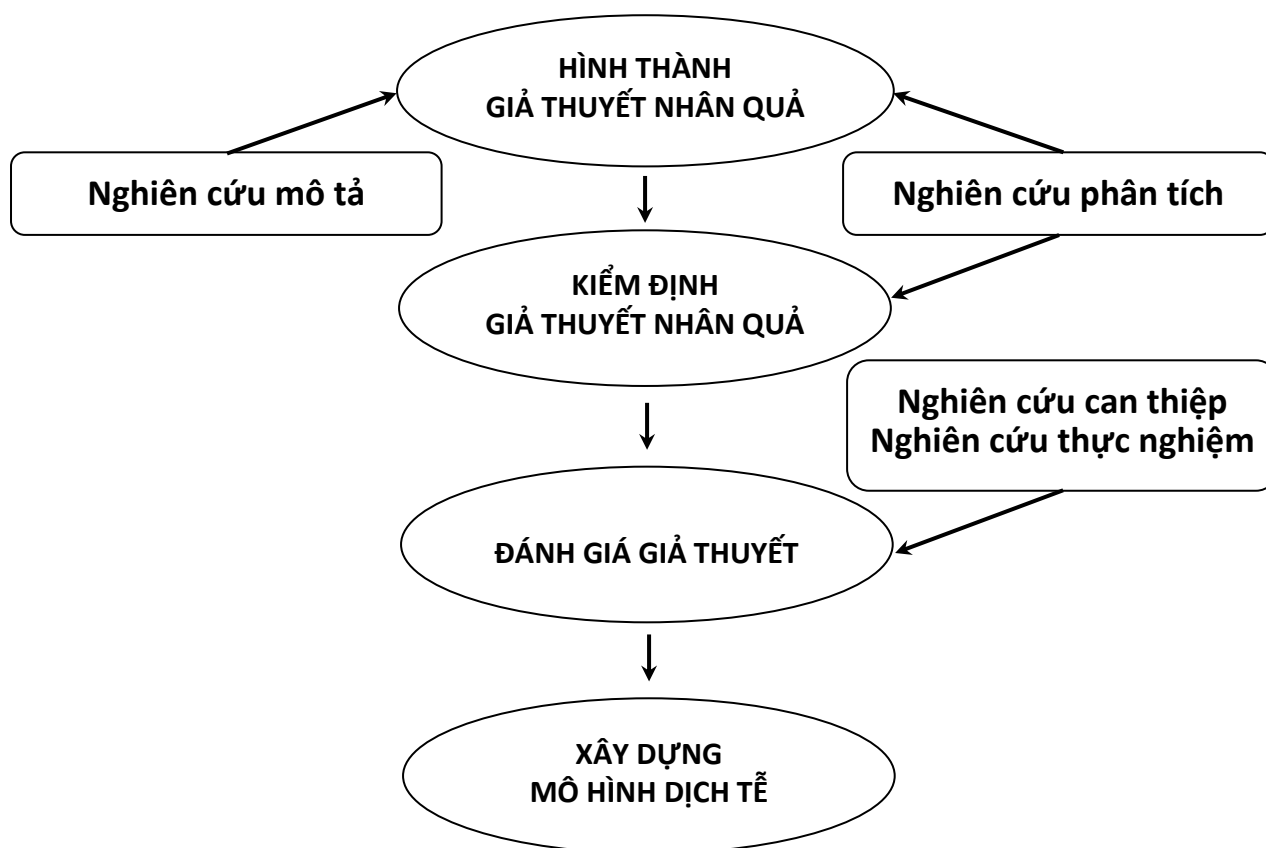 HÌNH THÀNH
GIẢ THUYẾT NHÂN QUẢ
Nghiên cứu mô tả
Nghiên cứu phân tích
KIỂM ĐỊNH
GIẢ THUYẾT NHÂN QUẢ
Nghiên cứu can thiệp
Nghiên cứu thực nghiệm
ĐÁNH GIÁ GIẢ THUYẾT
XÂY DỰNG
MÔ HÌNH DỊCH TỄ